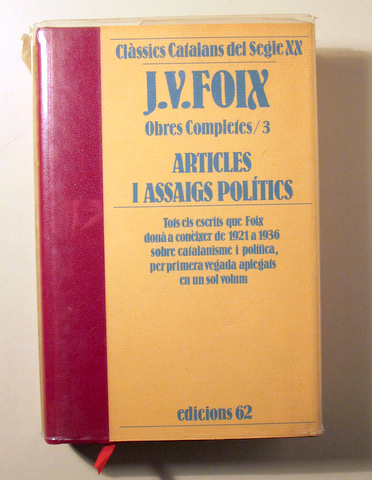 Clàssics Catalans del Segle XX
J.V.FOIX
Obres Completes/3
ARTICLES
I ASSAIGS POLÍTICS
Tots els escrits que Foix
donà a conèixer de 1921 a 1936
sobre catalanisme i política,
per primera vegada aplegats
en un sol volum
edicions 62